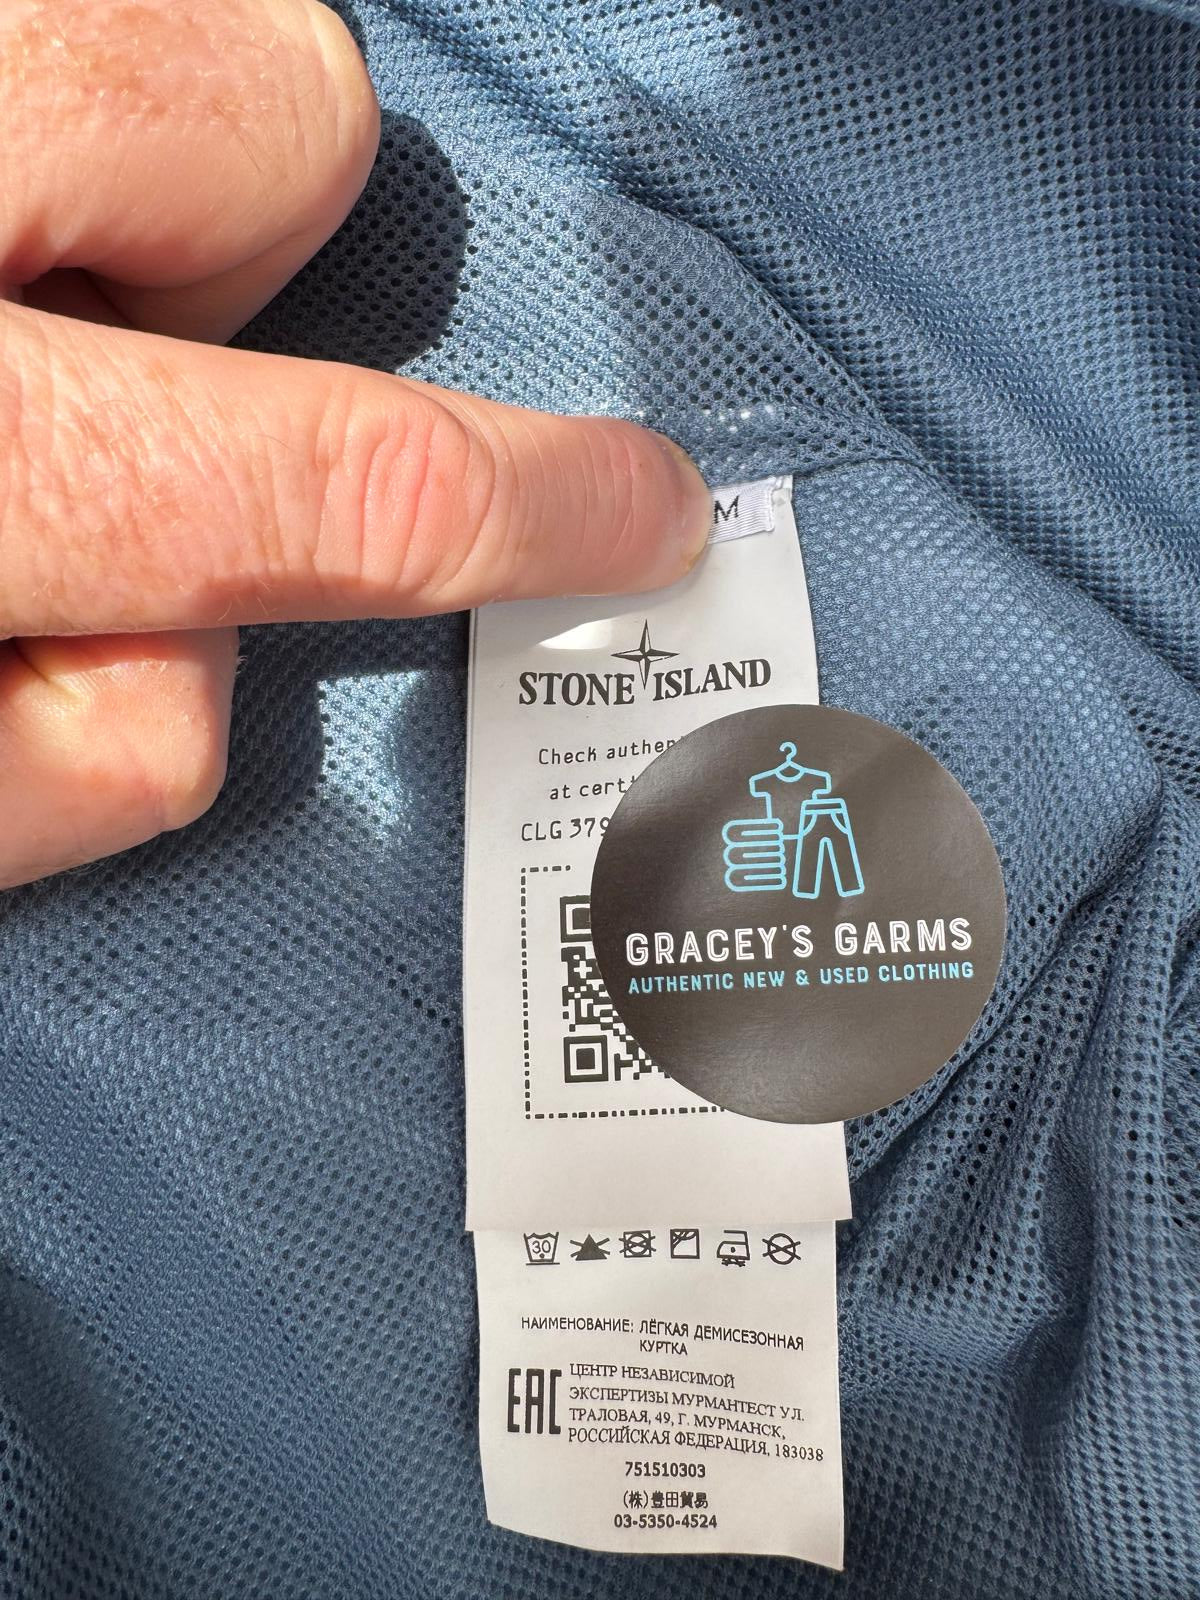 M
STONE ISLAND
Check authen
at certi
CLG 379
GRACEY'S GARMS
AUTHENTIC NEW & USED CLOTHING
30
НАИМЕНОВАНИЕ: ЛЁГКАЯ ДЕМИСЕЗОННАЯ
КУРТКА
EAC
ЦЕНТР НЕЗАВИСИМОЙ
ЭКСПЕРТИЗЫ МУРМАНТЕСТ УЛ.
ТРАЛОВАЯ, 49, Г. МУРМАНСК,
РОССИЙСКАЯ ФЕДЕРАЦИЯ, 183038
751510303
(株)豊田貿易
03-5350-4524